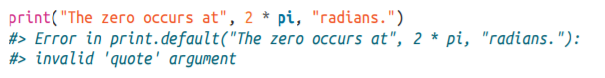 print("The zero occurs at", 2 * pi, "radians.")
#> Error in print.default("The zero occurs at", 2 * pi, "radians."):
#> invalid 'quote' argument